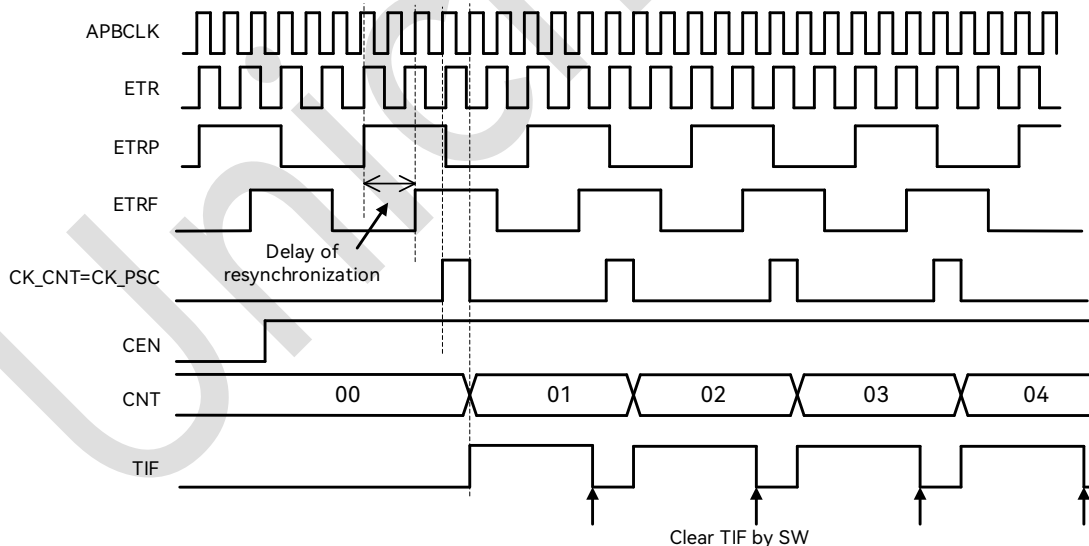 APBCLK
ETR
ETRP
ETRF
Delay of
resynchronization
CK_CNT=CK_PSC
CEN
CNT
00
01
02
03
04
TIF
Clear TIF by SW